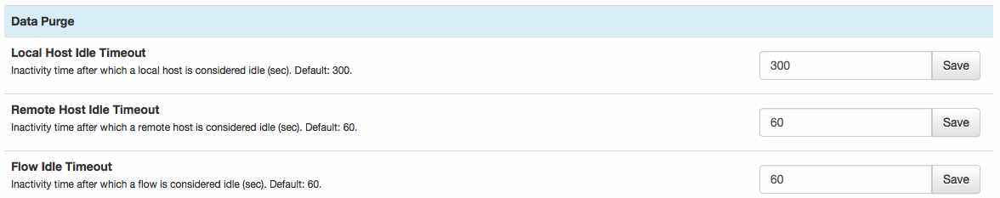 Data Purge
Local Host Idle Timeout
Inactivity time after which a local host is considered idle (sec). Default: 300.
300 Save
Remote Host Idle Timeout
Inactivity time after which a remote host is considered idle (sec). Default: 60.
60 Save
Flow Idle Timeout
Inactivity time after which a flow is considered idle (sec). Default: 60.
60 Save